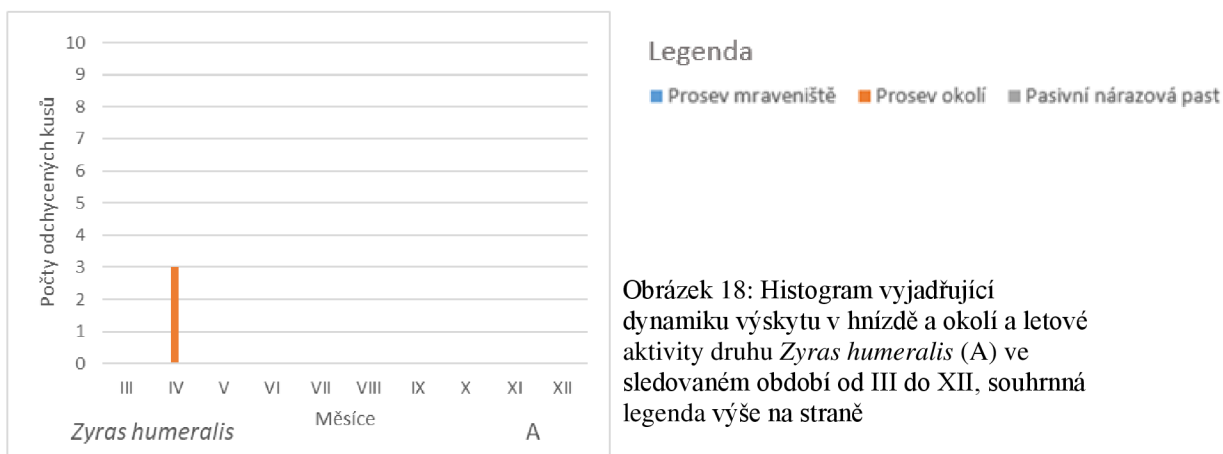 10
9
8
7
6
5
4
3
2
1
0
Počty odchycených kusů
III IV V VI VII VIII IX X XI XII
Měsíce
Zyras humeralis A
Legenda
Prosev mraveniště Prosev okolí Pasivní nárazová past
Obrázek 18: Histogram vyjadřující
dynamiku výskytu v hnízdě a okolí a letové
aktivity druhu Zyras humeralis (A) ve
sledovaném období od III do XII, souhrnná
legenda výše na straně